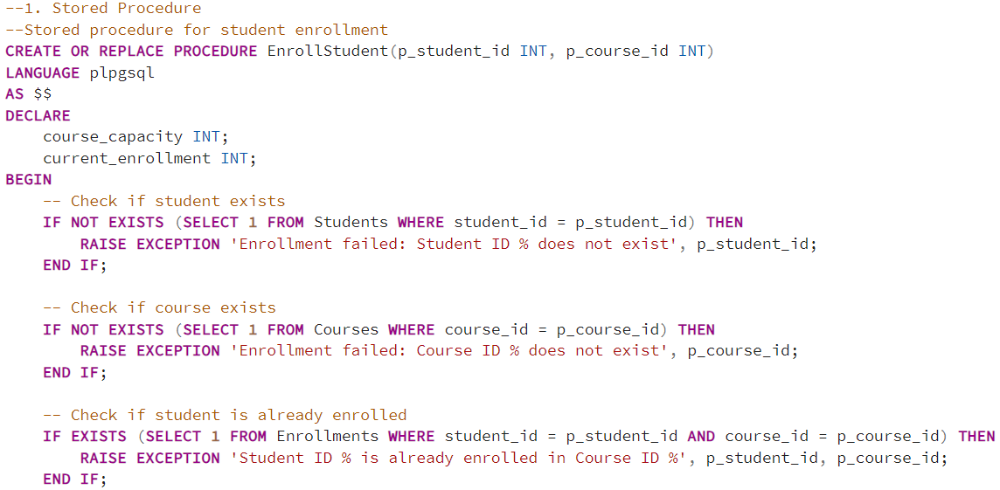 --1. Stored Procedure
--Stored procedure for student enrollment
CREATE OR REPLACE PROCEDURE EnrollStudent(p_student_id INT, p_course_id INT)
LANGUAGE plpgsql
AS $$
DECLARE
    course_capacity INT;
    current_enrollment INT;
BEGIN
    -- Check if student exists
    IF NOT EXISTS (SELECT 1 FROM Students WHERE student_id = p_student_id) THEN
        RAISE EXCEPTION 'Enrollment failed: Student ID % does not exist', p_student_id;
    END IF;

    -- Check if course exists
    IF NOT EXISTS (SELECT 1 FROM Courses WHERE course_id = p_course_id) THEN
        RAISE EXCEPTION 'Enrollment failed: Course ID % does not exist', p_course_id;
    END IF;

    -- Check if student is already enrolled
    IF EXISTS (SELECT 1 FROM Enrollments WHERE student_id = p_student_id AND course_id = p_course_id) THEN
        RAISE EXCEPTION 'Student ID % is already enrolled in Course ID %', p_student_id, p_course_id;
    END IF;